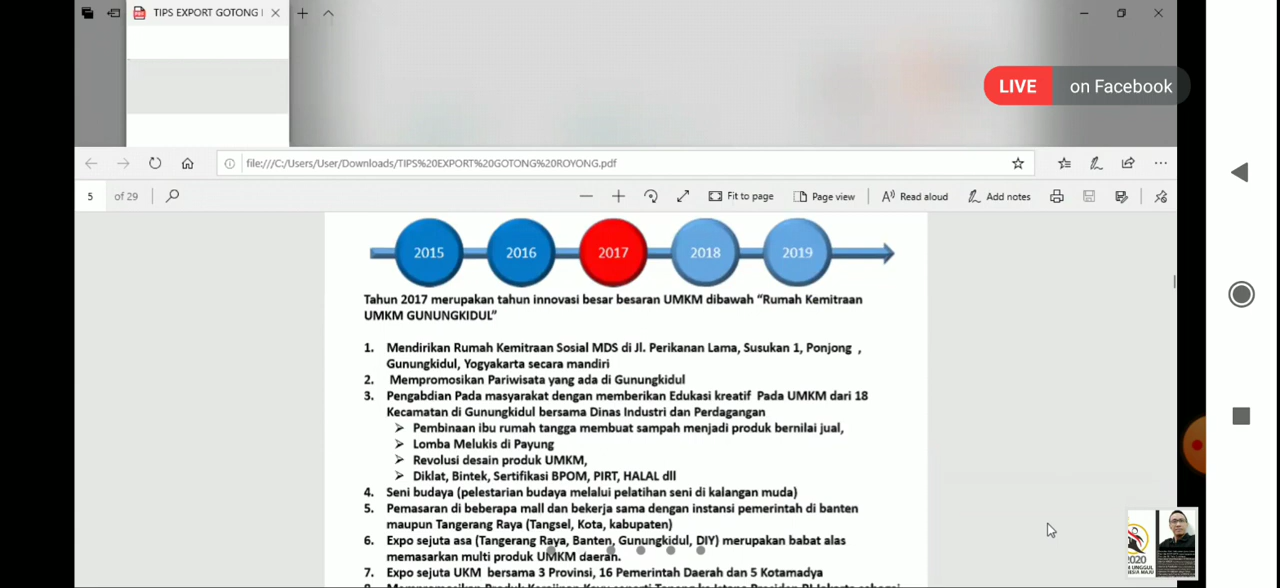 TIPS EXPORT GOTONG
LIVE on Facebook
file:///C:/Users/User/Downloads/TIPS%20EXPORT%20GOTONG%20ROYONG.pdf
5 of 29
Fit to page
Page view
Read aloud
Add notes
2015 2016 2017 2018 2019
Tahun 2017 merupakan tahun innovasi besar besaran UMKM dibawah “Rumah Kemitraan
UMKM GUNUNGKIDUL”
1. Mendirikan Rumah Kemitraan Sosial MDS di Jl. Perikanan Lama, Susukan 1, Ponjong ,
Gunungkidul, Yogyakarta secara mandiri
2. Mempromosikan Pariwisata yang ada di Gunungkidul
3. Pengabdian Pada masyarakat dengan memberikan Edukasi kreatif Pada UMKM dari 18
Kecamatan di Gunungkidul bersama Dinas Industri dan Perdagangan
➢ Pembinaan ibu rumah tangga membuat sampah menjadi produk bernilai jual,
➢ Lomba Melukis di Payung
➢ Revolusi desain produk UMKM,
➢ Diklat, Bintek, Sertifikasi BPOM, PIRT, HALAL dll
4. Seni budaya (pelestarian budaya melalui pelatihan seni di kalangan muda)
5. Pemasaran di beberapa mall dan bekerja sama dengan instansi pemerintah di banten
maupun Tangerang Raya (Tangsel, Kota, kabupaten)
6. Expo sejuta asa (Tangerang Raya, Banten, Gunungkidul, DIY) merupakan babat alas
memasarkan multi produk UMKM daerah.
7. Expo sejuta UKM bersama 3 Provinsi, 16 Pemerintah Daerah dan 5 Kotamadya
2020